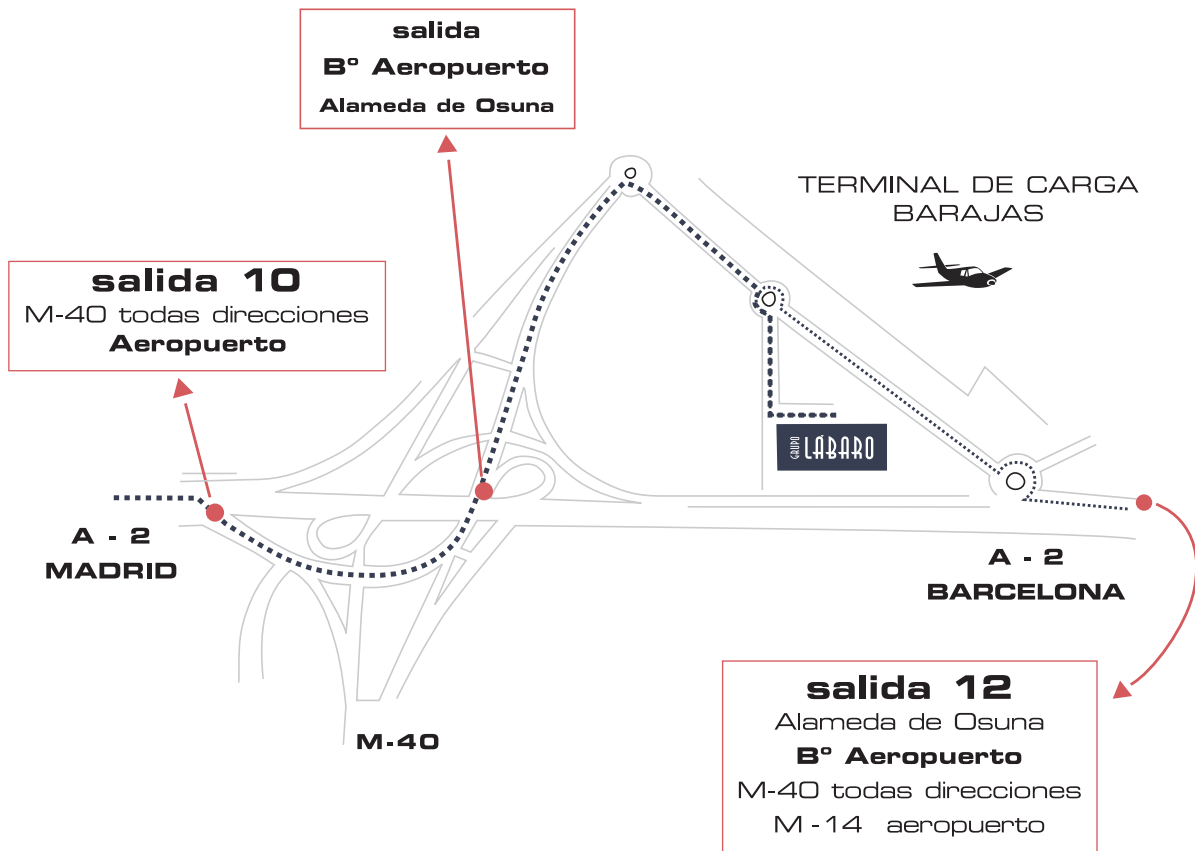 salida
Bº Aeropuerto
Alameda de Osuna
TERMINAL DE CARGA
BARAJAS
salida 10
M-40 todas direcciones
Aeropuerto
GRUPO LÁBARO
A - 2
MADRID
A - 2
BARCELONA
salida 12
Alameda de Osuna
Bº Aeropuerto
M-40 todas direcciones
M -14 aeropuerto
M-40